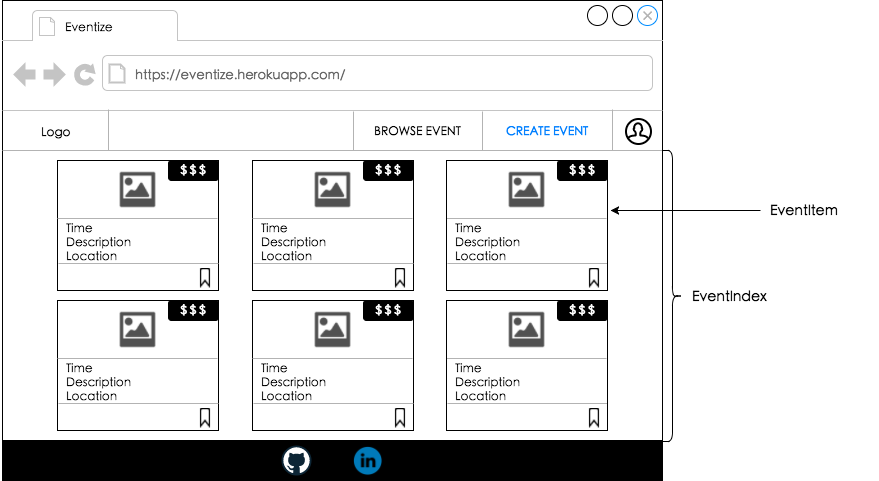 Eventize
https://eventize.herokuapp.com/
Logo
BROWSE EVENT
CREATE EVENT
$$$
$$$
$$$
EventItem
Time
Description
Location
Time
Description
Location
Time
Description
Location
EventIndex
$$$
$$$
$$$
Time
Description
Location
Time
Description
Location
Time
Description
Location
in